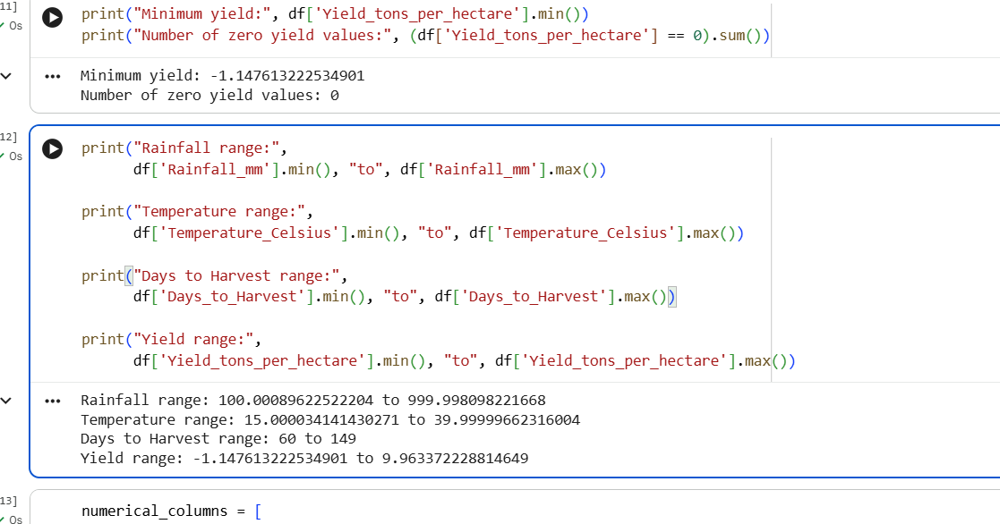 11]
0s
print("Minimum yield:", df['Yield_tons_per_hectare'].min())
print("Number of zero yield values:", (df['Yield_tons_per_hectare'] == 0).sum())
Minimum yield: -1.147613222534901
Number of zero yield values: 0
12]
0s
print("Rainfall range:",
      df['Rainfall_mm'].min(), "to", df['Rainfall_mm'].max())
print("Temperature range:",
      df['Temperature_Celsius'].min(), "to", df['Temperature_Celsius'].max())
print("Days to Harvest range:",
      df['Days_to_Harvest'].min(), "to", df['Days_to_Harvest'].max())
print("Yield range:",
      df['Yield_tons_per_hectare'].min(), "to", df['Yield_tons_per_hectare'].max())
Rainfall range: 100.00089622522204 to 999.998098221668
Temperature range: 15.000034141430271 to 39.99999662316004
Days to Harvest range: 60 to 149
Yield range: -1.147613222534901 to 9.963372228814649
13]
0s
numerical_columns = [